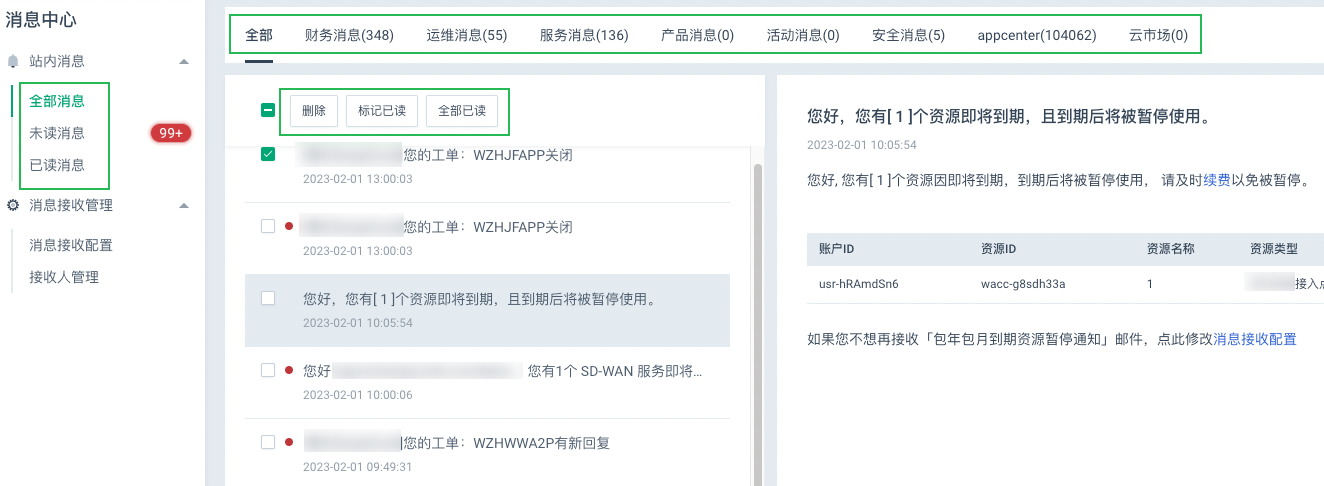 消息中心
站内消息
全部消息
未读消息
99+
已读消息
消息接收管理
消息接收配置
接收人管理
全部 财务消息(348) 运维消息(55) 服务消息(136) 产品消息(0) 活动消息(0) 安全消息(5) appcenter(104062) 云市场(0)
删除 标记已读 全部已读
您的工单：WZHJFAPP关闭
2023-02-01 13:00:03
您的工单：WZHJFAPP关闭
2023-02-01 13:00:03
您好，您有[ 1 ]个资源即将到期，且到期后将被暂停使用。
2023-02-01 10:05:54
您好 您有1个 SD-WAN 服务即将...
2023-02-01 10:00:06
您的工单：WZHWWA2P有新回复
2023-02-01 09:49:31
您好，您有[ 1 ]个资源即将到期，且到期后将被暂停使用。
2023-02-01 10:05:54
您好, 您有[ 1 ]个资源因即将到期，到期后将被暂停使用， 请及时续费以免被暂停。
账户ID 资源ID 资源名称 资源类型
usr-hRAmdSn6 wacc-g8sdh33a 1 接入点
如果您不想再接收「包年包月到期资源暂停通知」邮件，点此修改消息接收配置